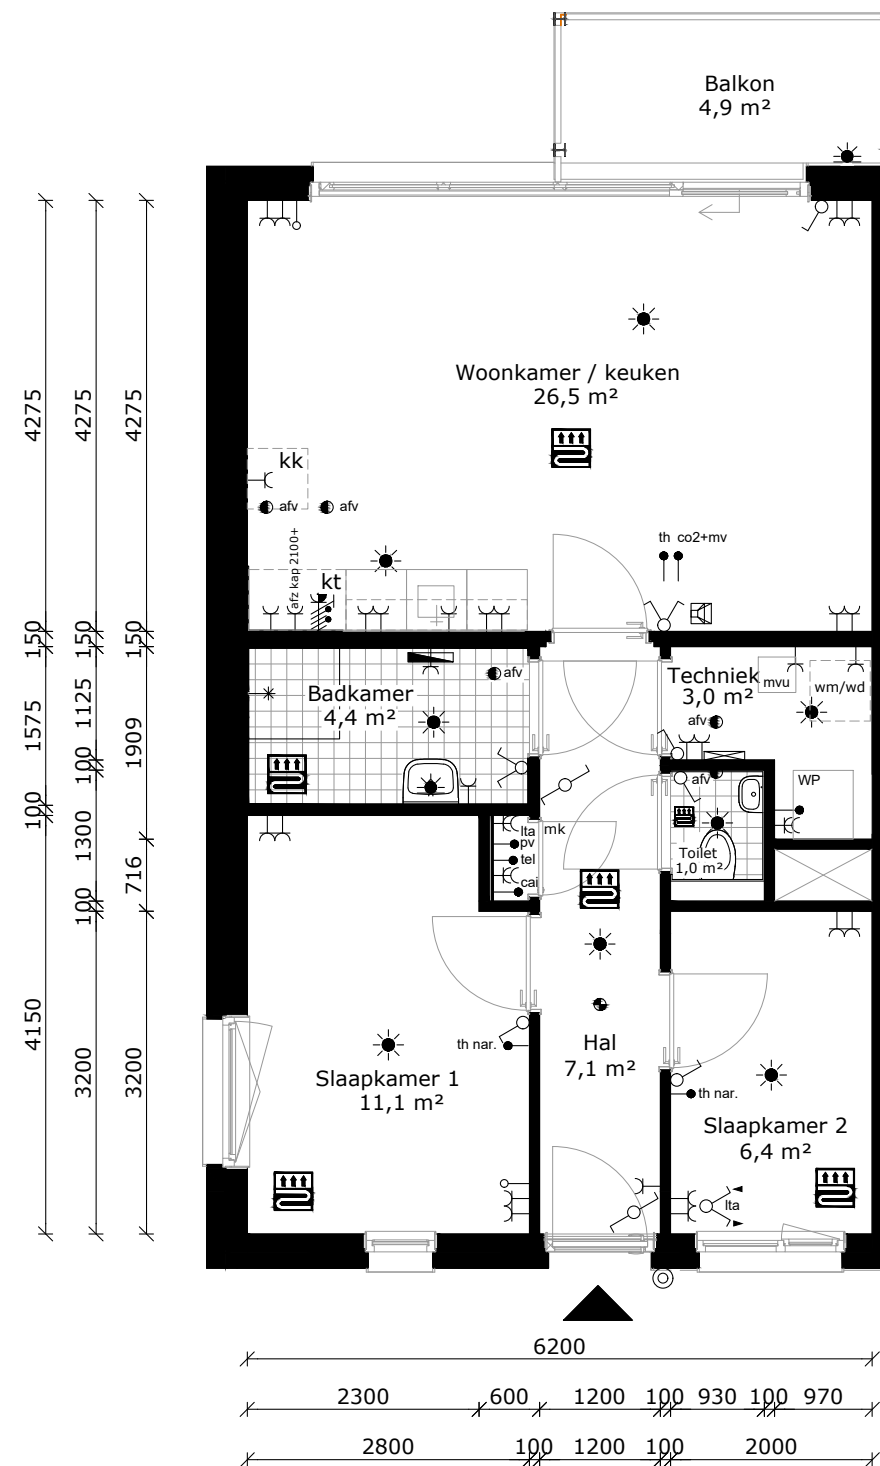 Balkon
4,9 m²
Woonkamer / keuken
26,5 m²
kk
afv
afv
afz kap 2100+
kt
th co2+mv
Badkamer
4,4 m²
afv
Techniek
3,0 m²
mvu
wm/wd
afv
afv
WP
Toilet
1,0 m²
mk
lta
pv
tel
cai
Hal
7,1 m²
th nar.
Slaapkamer 1
11,1 m²
th nar.
Slaapkamer 2
6,4 m²
lta
4275
150
1575
100
4150
4275
150
1125
100
1300
100
3200
4275
150
1909
716
3200
6200
2300
600
1200
100
930
100
970
2800
100
1200
100
2000